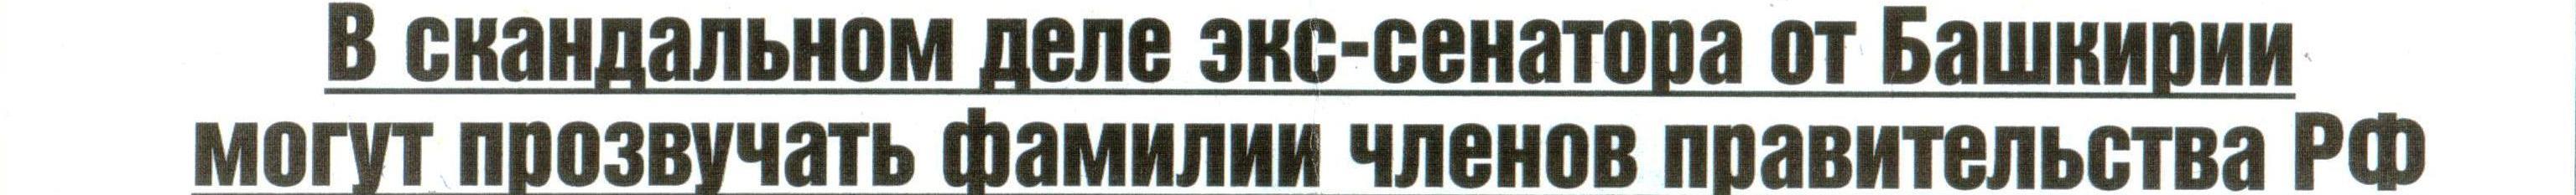 В скандальном деле экс-сенатора от Башкирии
могут прозвучать фамилии членов правительства РФ